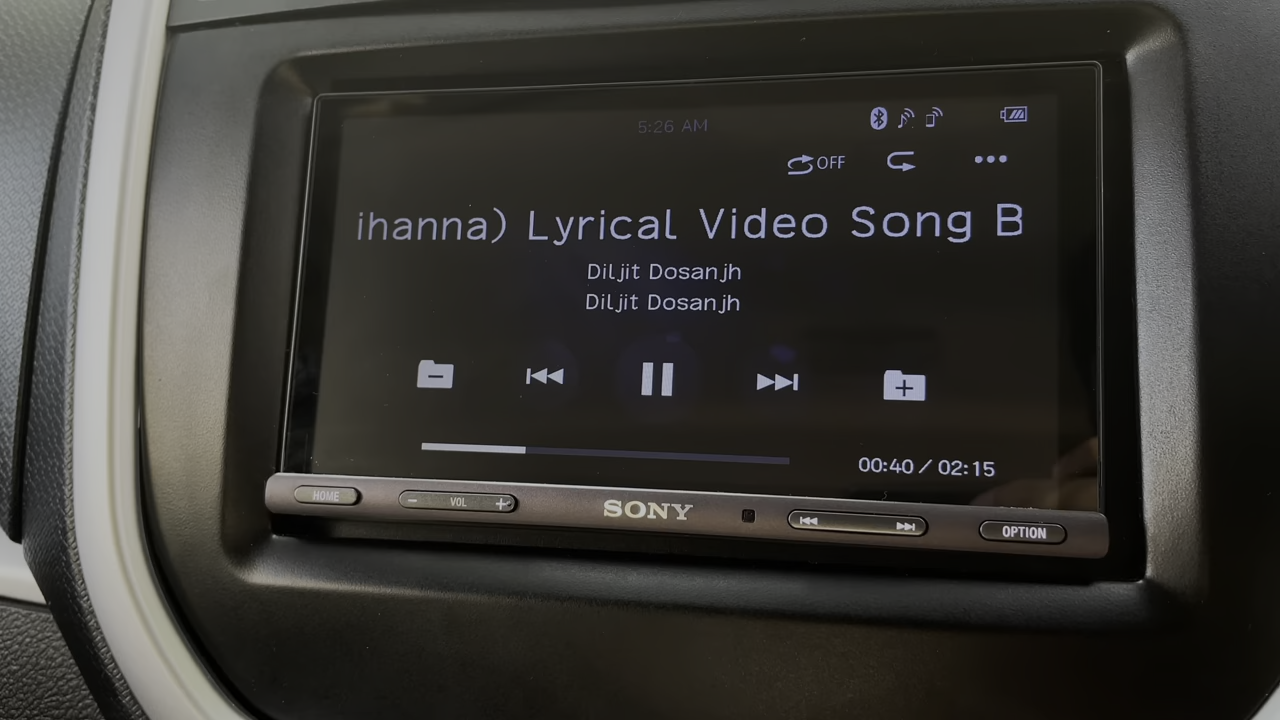 5:26 AM
OFF
ihanna) Lyrical Video Song B
Diljit Dosanjh
Diljit Dosanjh
00:40 / 02:15
HOME
- VOL +
SONY
OPTION